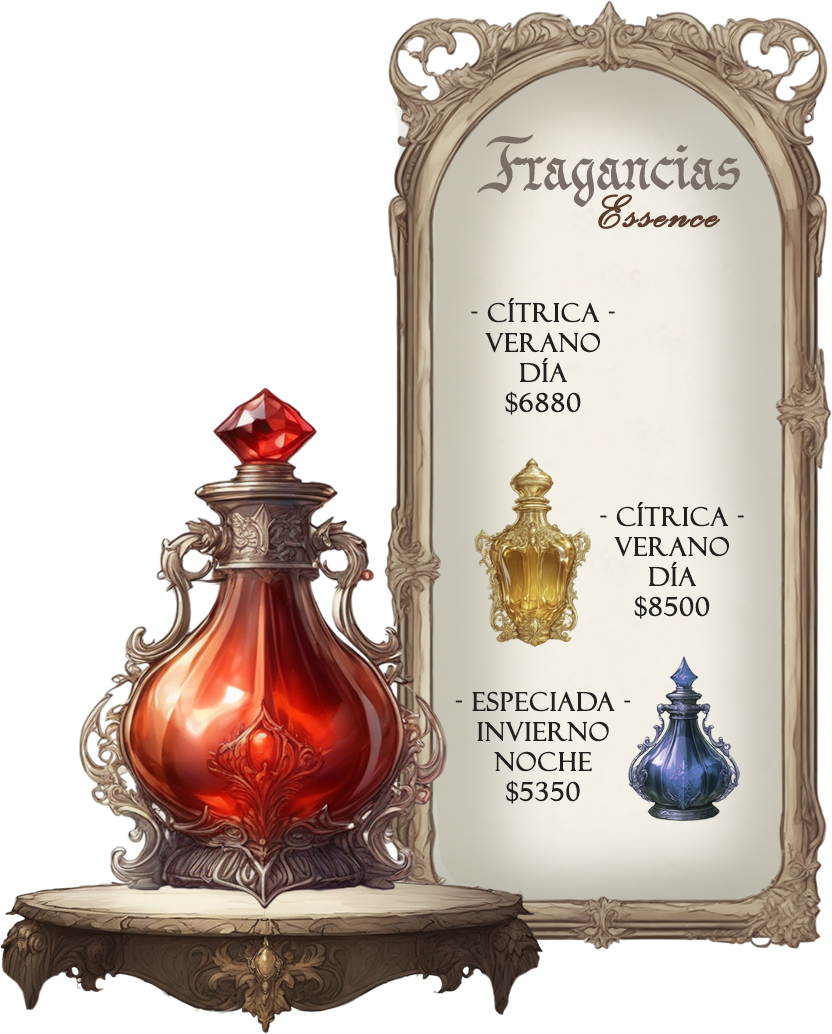 Fragancias
Essence
- CÍTRICA -
VERANO
DÍA
$6880
- CÍTRICA -
VERANO
DÍA
$8500
- ESPECIADA -
INVIERNO
NOCHE
$5350